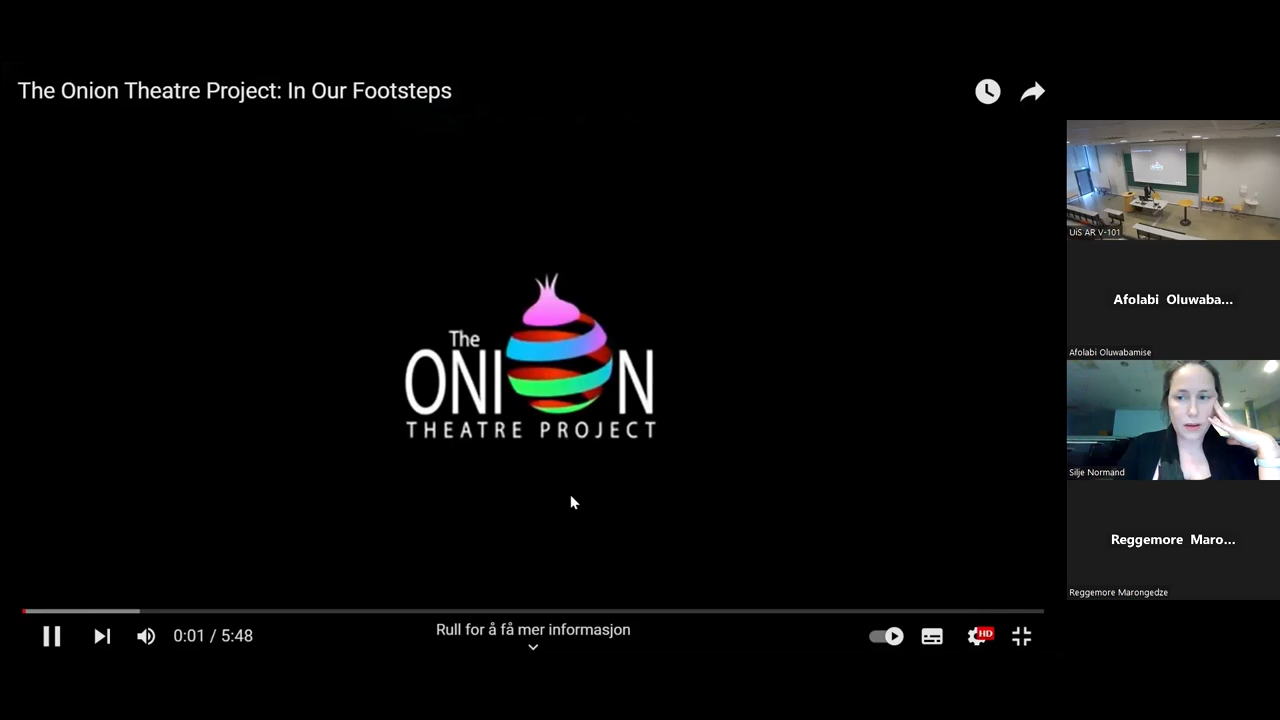 The Onion Theatre Project: In Our Footsteps
The
ONION
THEATRE PROJECT
0:01 / 5:48
Rull for å få mer informasjon
HD
UiS AR V-101
Afolabi Oluwaba...
Afolabi Oluwabamise
Silje Normand
Reggemore Maro...
Reggemore Marongedze